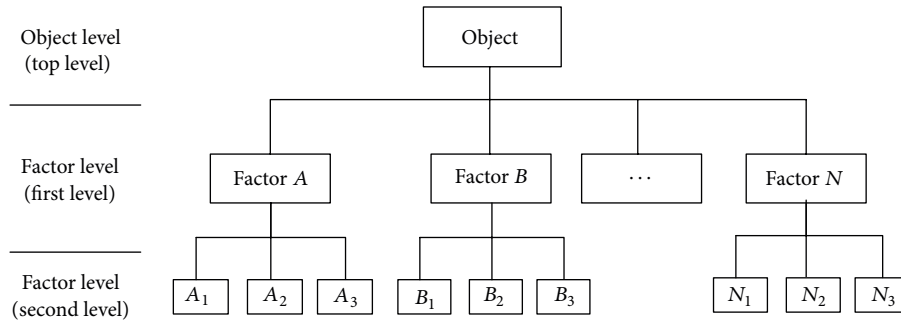 Object level
(top level)
Object
Factor level
(first level)
Factor A
Factor B
...
Factor N
Factor level
(second level)
A₁
A₂
A₃
B₁
B₂
B₃
N₁
N₂
N₃